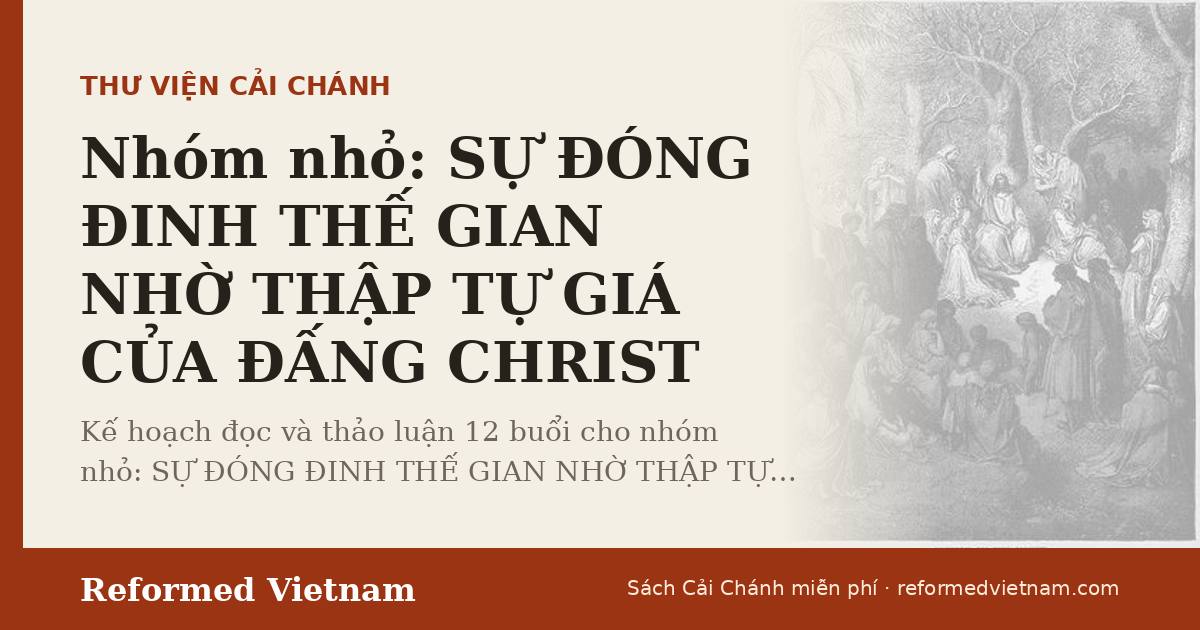 THƯ VIỆN CẢI CHÁNH
Nhóm nhỏ: SỰ ĐÓNG
ĐINH THẾ GIAN
NHỜ THẬP TỰ GIÁ
CỦA ĐẤNG CHRIST
Kế hoạch đọc và thảo luận 12 buổi cho nhóm
nhỏ: SỰ ĐÓNG ĐINH THẾ GIAN NHỜ THẬP TỰ...
Reformed Vietnam
Sách Cải Chánh miễn phí · reformedvietnam.com